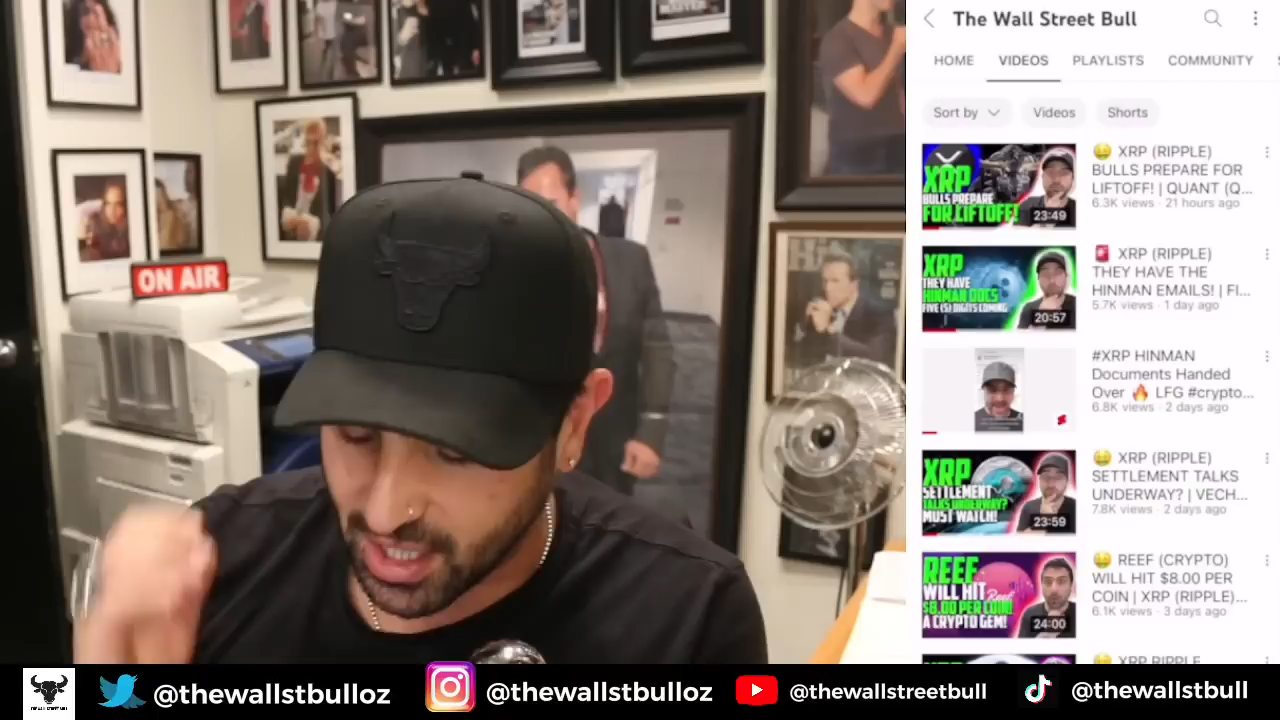 ON AIR
The Wall Street Bull
HOME VIDEOS PLAYLISTS COMMUNITY
Sort by Videos Shorts
XRP
BULLS PREPARE
FOR LIFTOFF!
23:49
XRP (RIPPLE)
BULLS PREPARE FOR
LIFTOFF! | QUANT (Q...
6.3K views · 21 hours ago
XRP
THEY HAVE
HINMAN DOCS
FIVE (5) DIGITS COMING
20:57
XRP (RIPPLE)
THEY HAVE THE
HINMAN EMAILS! | FI...
5.7K views · 1 day ago
#XRP HINMAN
Documents Handed
Over 🔥 LFG #crypto...
6.8K views · 2 days ago
XRP
SETTLEMENT
TALKS UNDERWAY?
MUST WATCH!
23:59
XRP (RIPPLE)
SETTLEMENT TALKS
UNDERWAY? | VECH...
7.8K views · 2 days ago
REEF
WILL HIT
$8.00 PER COIN!
A CRYPTO GEM!
24:00
REEF (CRYPTO)
WILL HIT $8.00 PER
COIN | XRP (RIPPLE)...
6.1K views · 3 days ago
XRP RIPPLE
@thewallstbulloz @thewallstbulloz @thewallstreetbull @thewallstbull